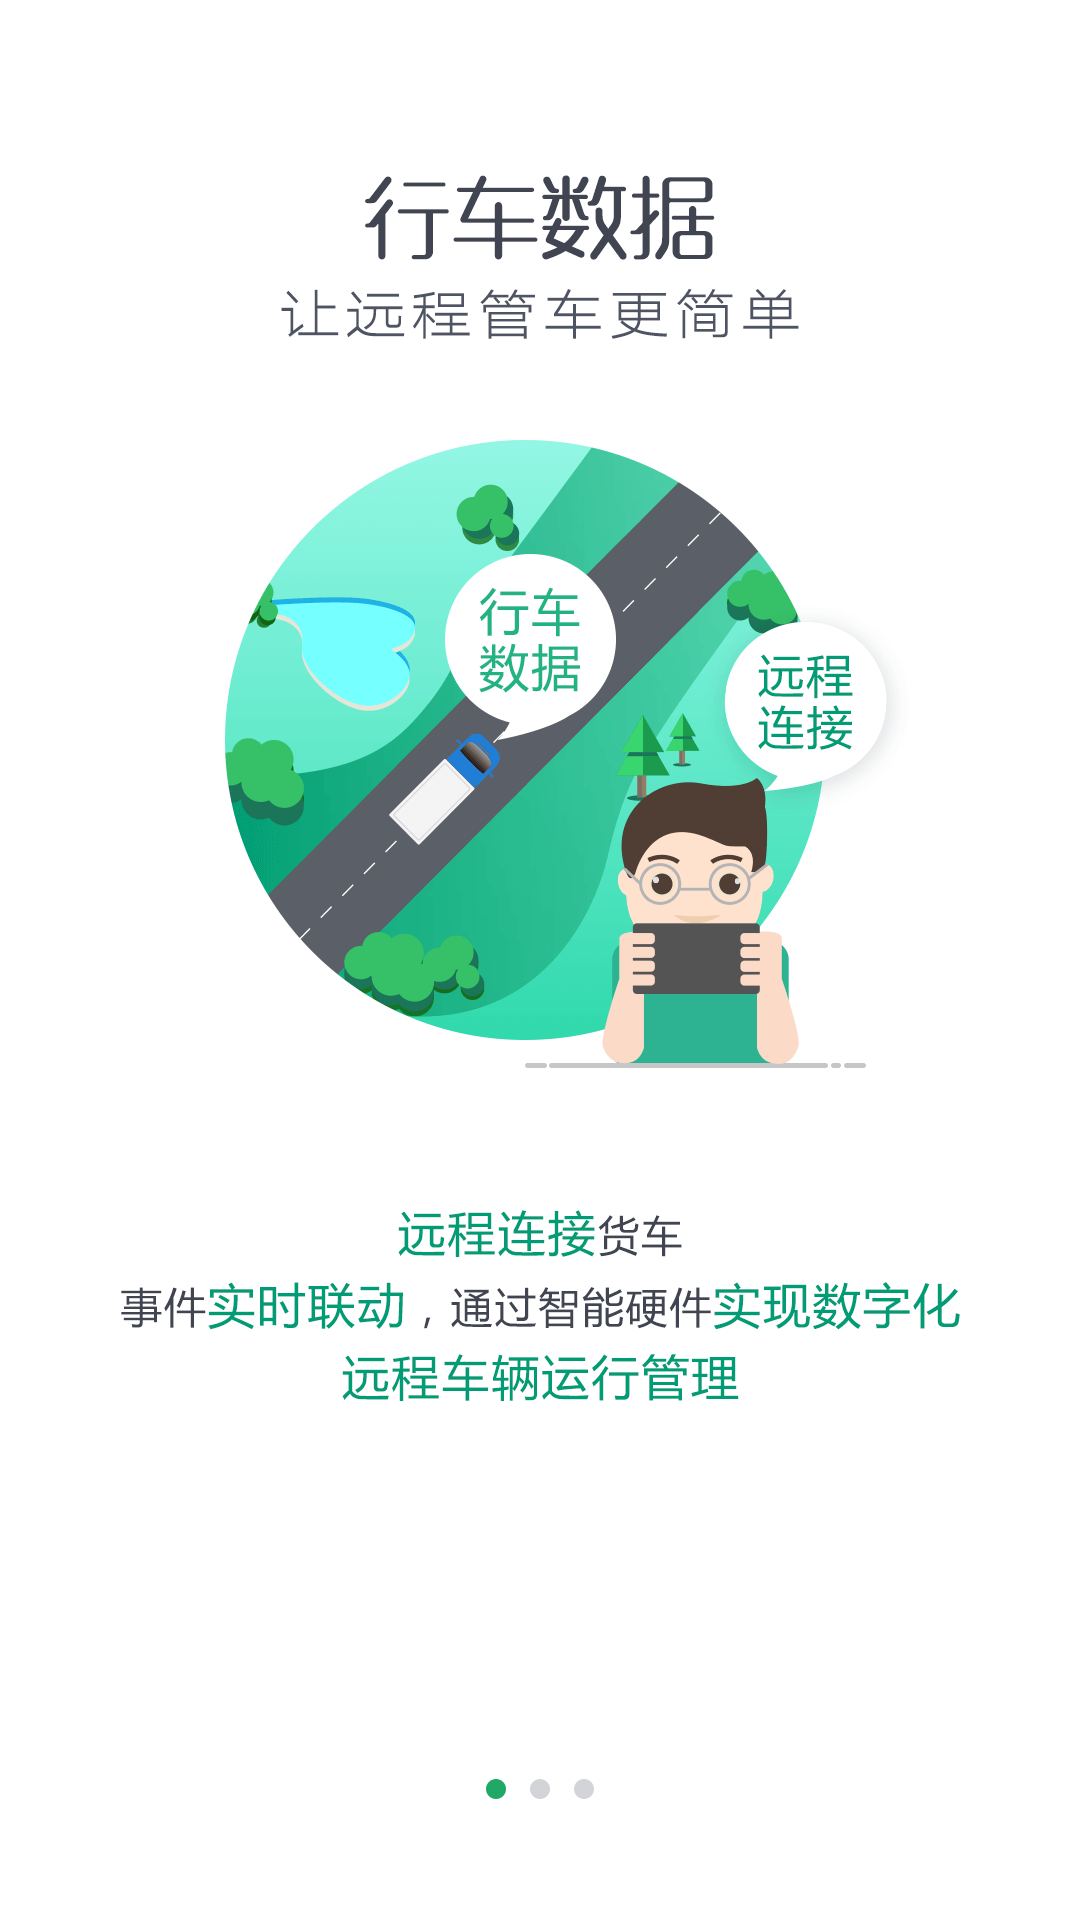 行车数据
让远程管车更简单
行车
数据
远程
连接
远程连接货车
事件实时联动，通过智能硬件实现数字化
远程车辆运行管理